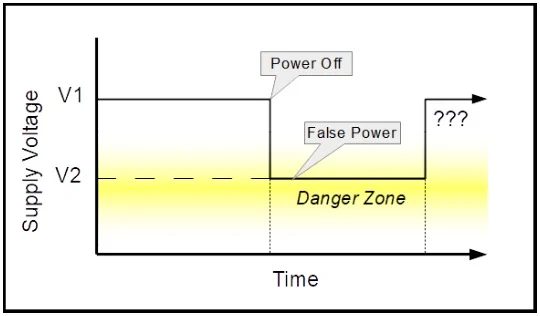 Power Off
V1
???
False Power
V2
Danger Zone
Supply Voltage
Time